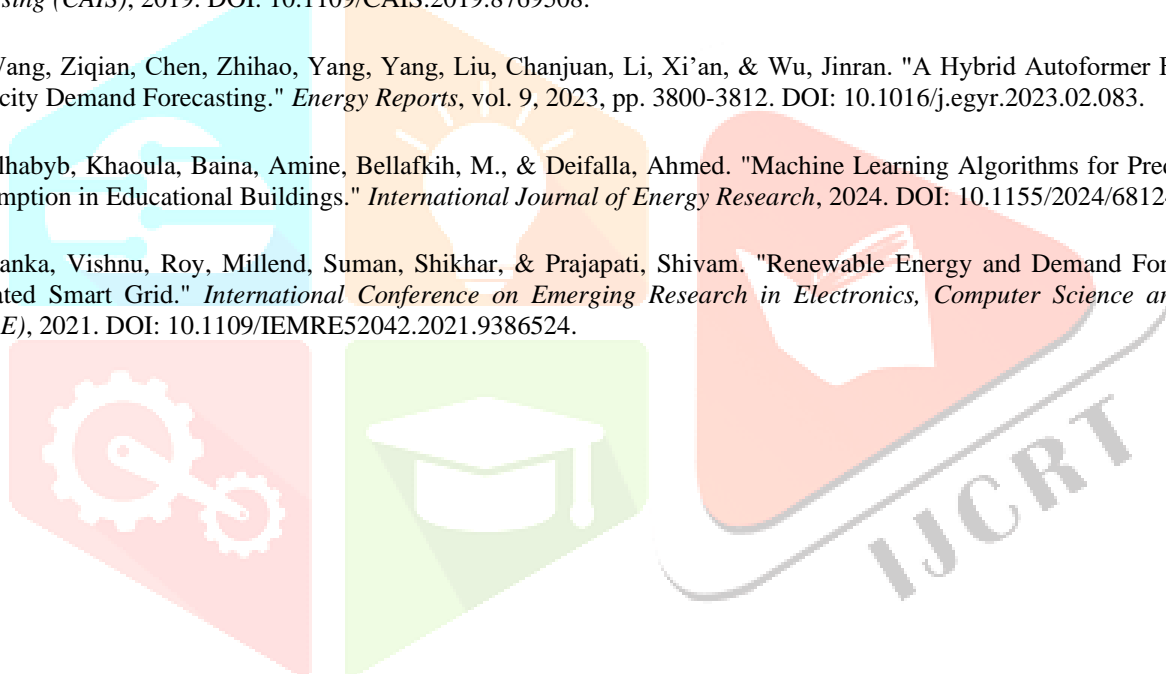 sing (CAIS), 2019. DOI: 10.1109/CAIS.2019.8769508.
Wang, Ziqian, Chen, Zhihao, Yang, Yang, Liu, Chanjuan, Li, Xi'an, & Wu, Jinran. "A Hybrid Autoformer
city Demand Forecasting." Energy Reports, vol. 9, 2023, pp. 3800-3812. DOI: 10.1016/j.egyr.2023.02.083.
lhabyb, Khaoula, Baina, Amine, Bellafkih, M., & Deifalla, Ahmed. "Machine Learning Algorithms for Prec
mption in Educational Buildings." International Journal of Energy Research, 2024. DOI: 10.1155/2024/6812
anka, Vishnu, Roy, Millend, Suman, Shikhar, & Prajapati, Shivam. "Renewable Energy and Demand For
ted Smart Grid." International Conference on Emerging Research in Electronics, Computer Science an
E), 2021. DOI: 10.1109/IEMRE52042.2021.9386524.
IJCRT